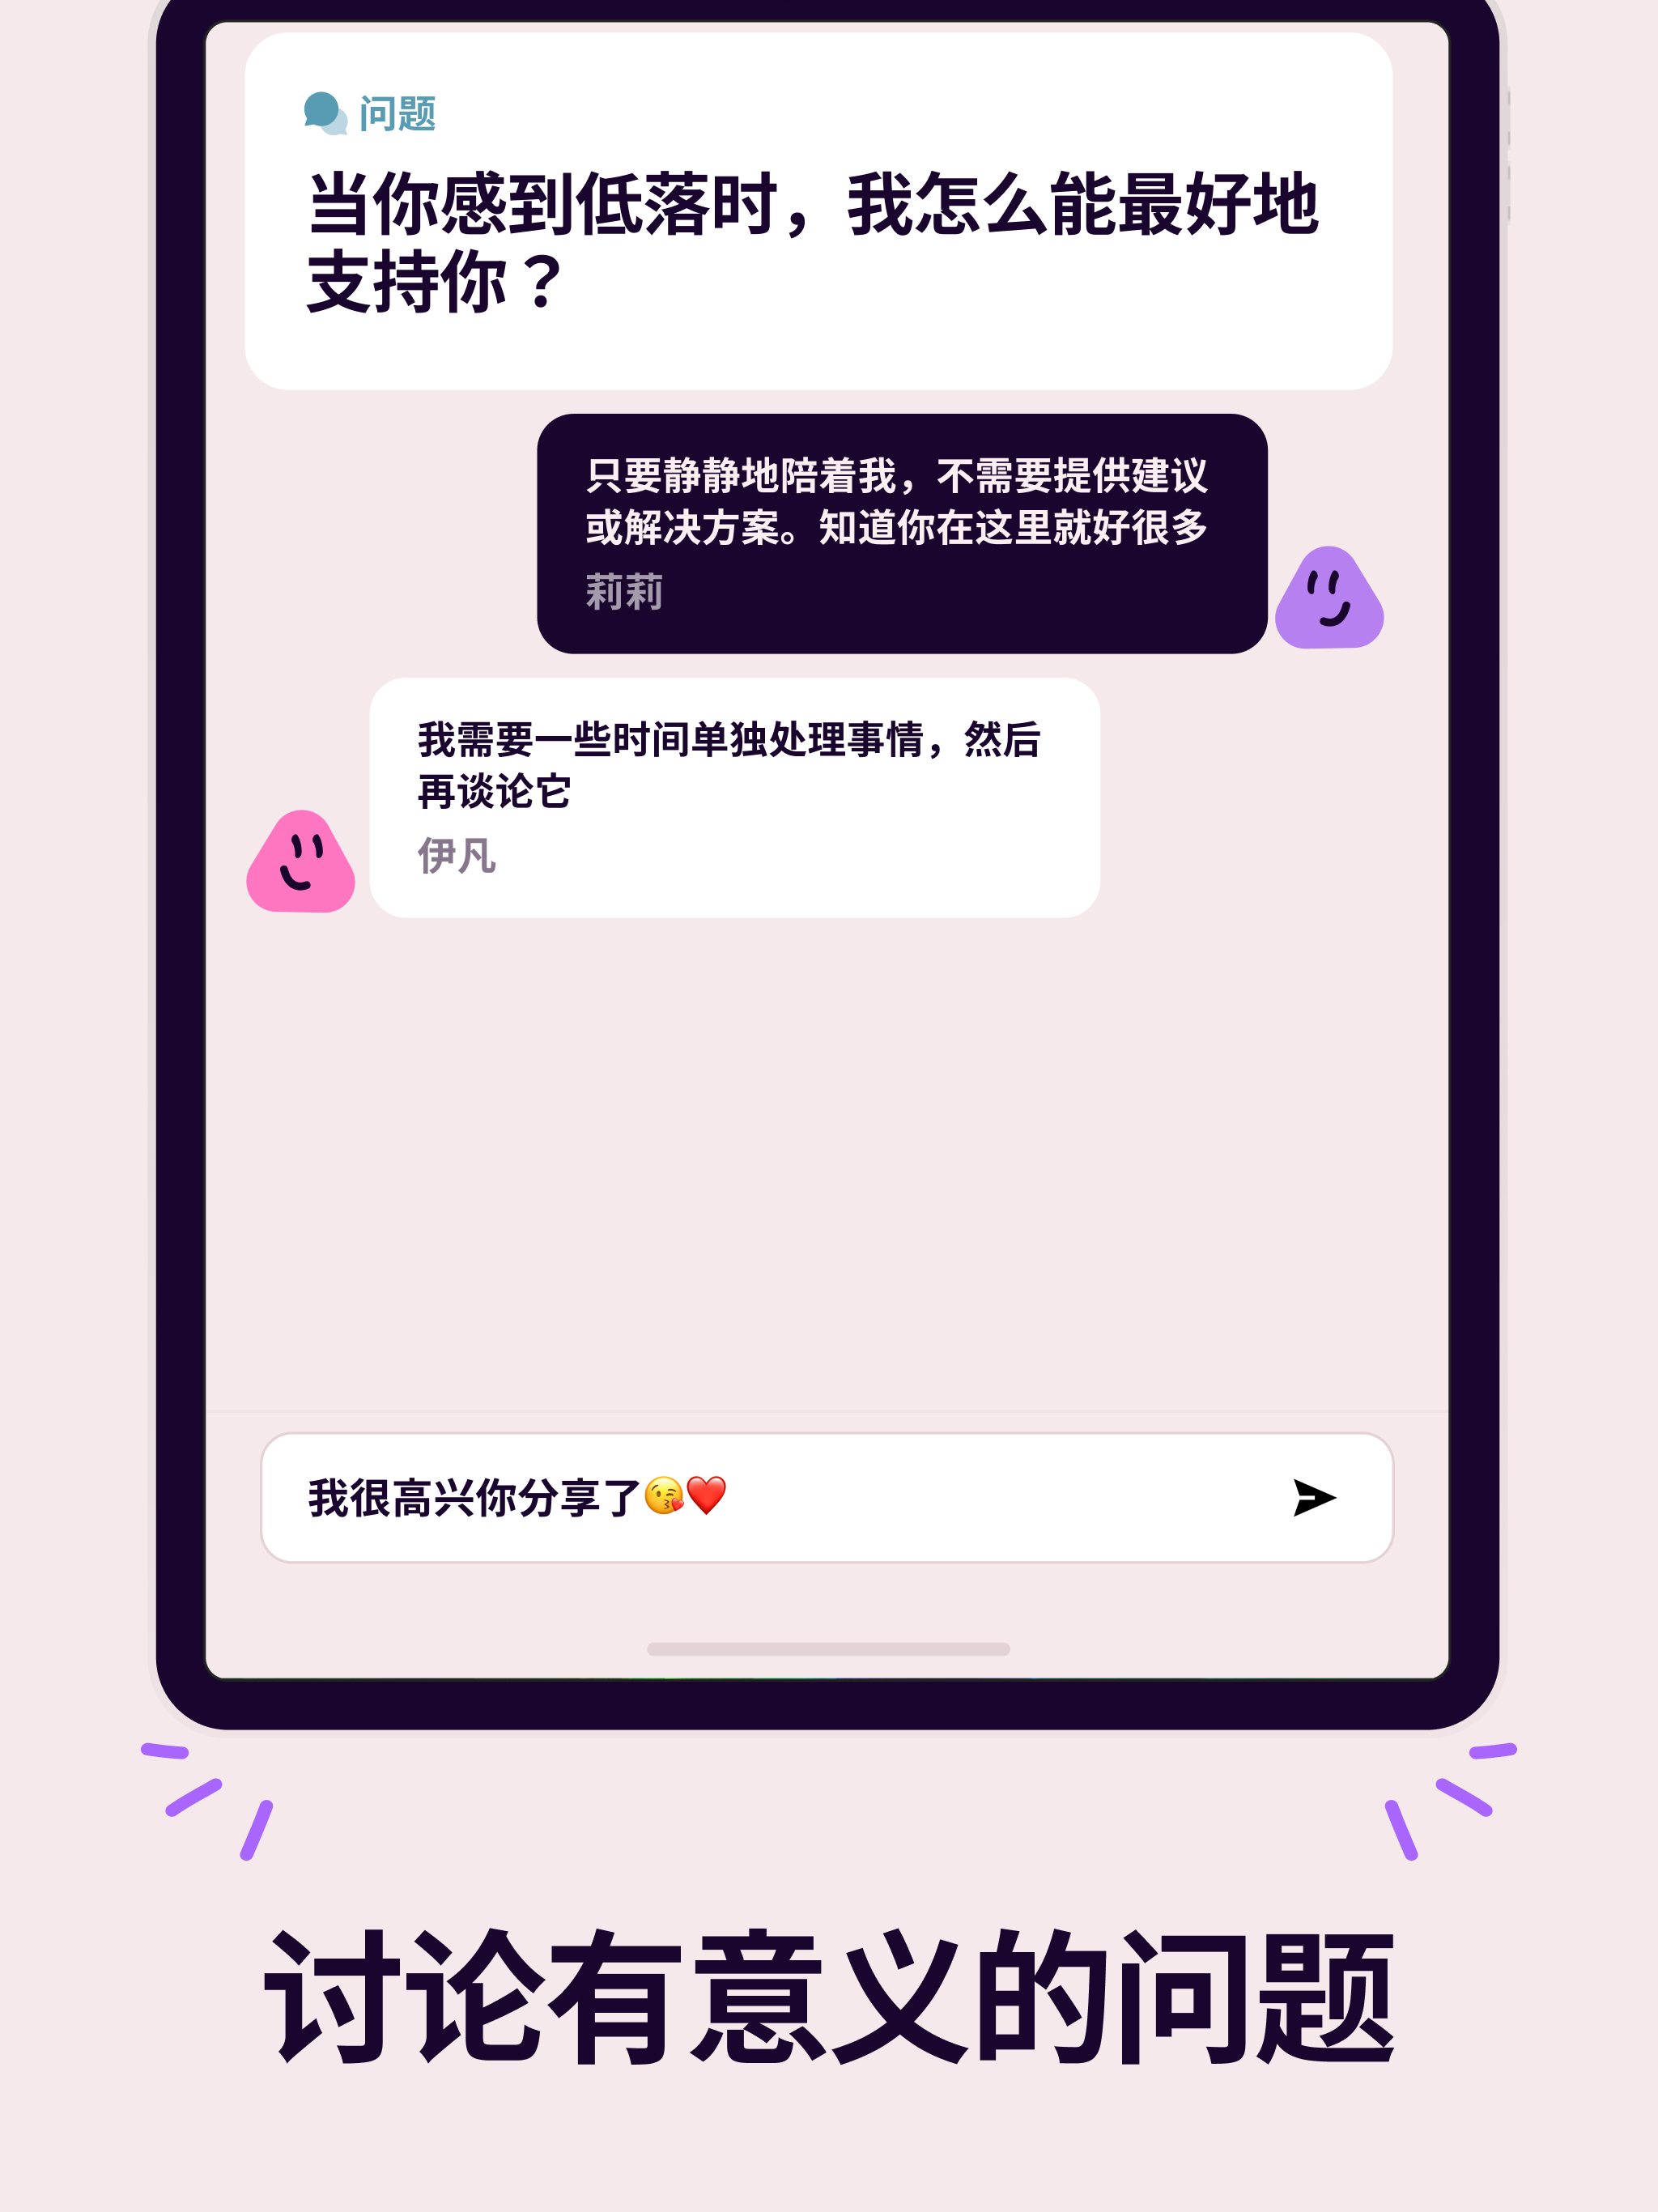 问题
当你感到低落时，我怎么能最好地
支持你？
只要静静地陪着我，不需要提供建议
或解决方案。知道你在这里就好很多
莉莉
我需要一些时间单独处理事情，然后
再谈论它
伊凡
我很高兴你分享了😘❤️
讨论有意义的问题